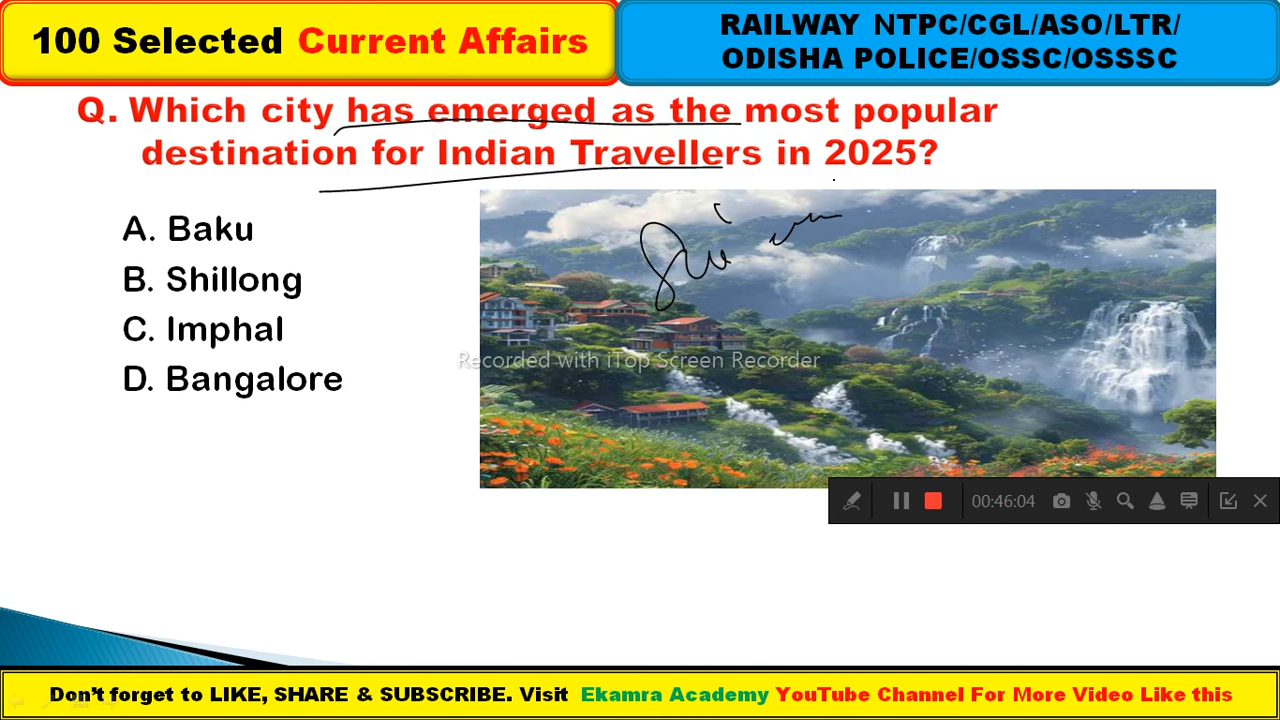 100 Selected Current Affairs
RAILWAY NTPC/CGL/ASO/LTR/
ODISHA POLICE/OSSC/OSSSC
Q. Which city has emerged as the most popular
destination for Indian Travellers in 2025?
A. Baku
B. Shillong
C. Imphal
D. Bangalore
Recorded with iTop Screen Recorder
00:46:04
Don't forget to LIKE, SHARE & SUBSCRIBE. Visit Ekamra Academy YouTube Channel For More Video Like this